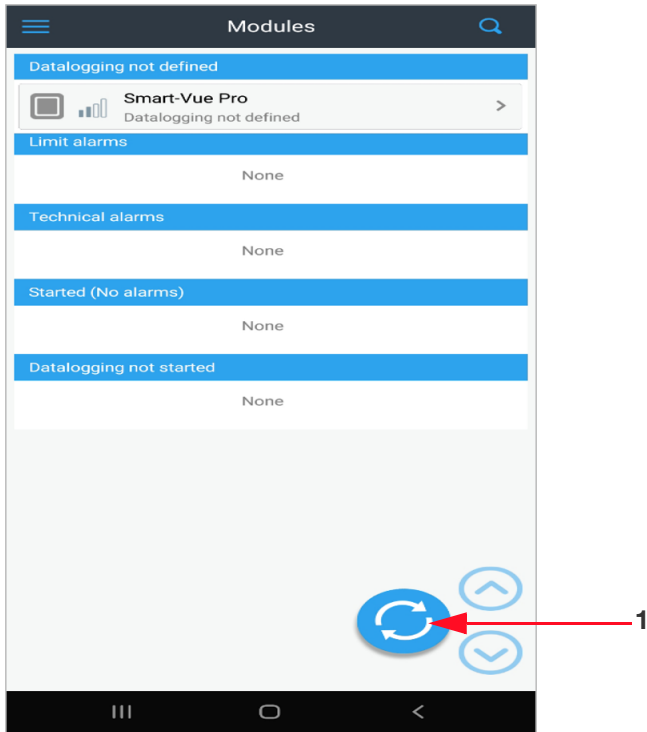 Modules
Datalogging not defined
Smart-Vue Pro
Datalogging not defined
Limit alarms
None
Technical alarms
None
Started (No alarms)
None
Datalogging not started
None
1